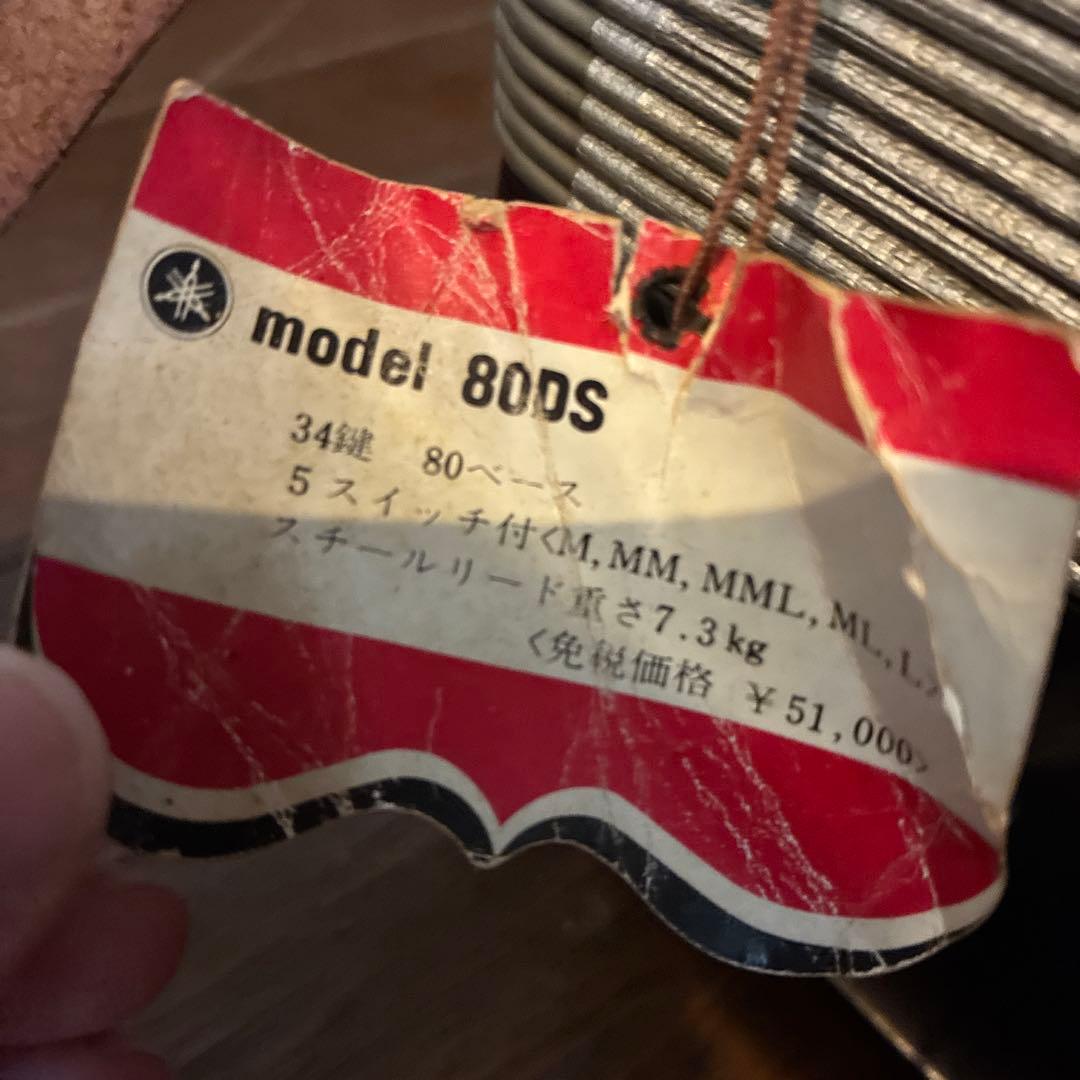 model 80DS
34鍵 80ベース
5スイッチ付<M, MM, MML, ML, L>
スチールリード重さ7.3kg
<免税価格 ¥51,000>